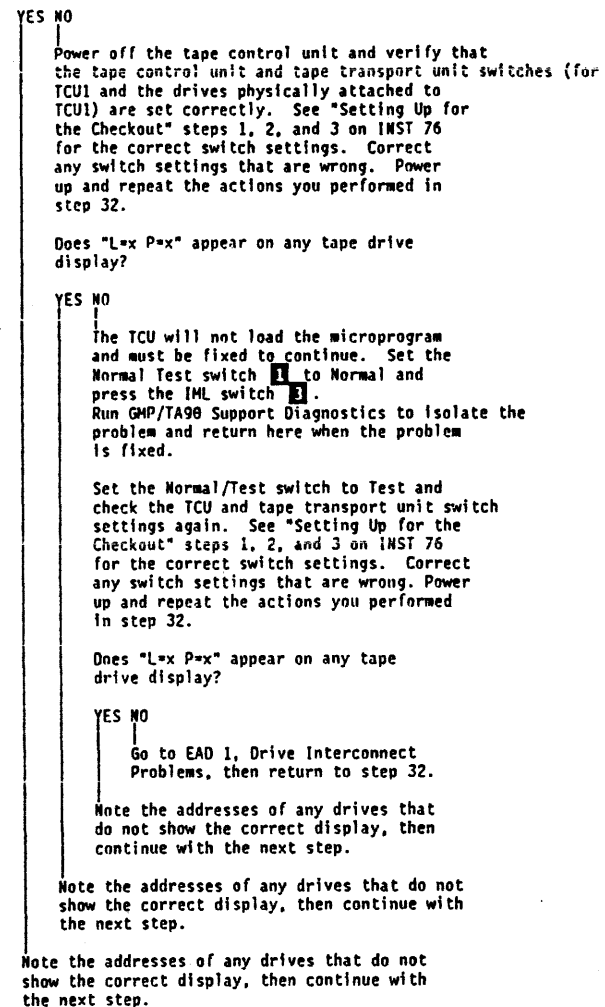 YES NO
Power off the tape control unit and verify that
the tape control unit and tape transport unit switches (for
TCU1 and the drives physically attached to
TCU1) are set correctly. See "Setting Up for
the Checkout" steps 1, 2, and 3 on INST 76
for the correct switch settings. Correct
any switch settings that are wrong. Power
up and repeat the actions you performed in
step 32.
Does "L=x P=x" appear on any tape drive
display?
YES NO
The TCU will not load the microprogram
and must be fixed to continue. Set the
Normal Test switch 1 to Normal and
press the IML switch 3 .
Run GMP/TA90 Support Diagnostics to isolate the
problem and return here when the problem
is fixed.
Set the Normal/Test switch to Test and
check the TCU and tape transport unit switch
settings again. See "Setting Up for the
Checkout" steps 1, 2, and 3 on INST 76
for the correct switch settings. Correct
any switch settings that are wrong. Power
up and repeat the actions you performed
in step 32.
Does "L=x P=x" appear on any tape
drive display?
YES NO
Go to EAD 1, Drive Interconnect
Problems, then return to step 32.
Note the addresses of any drives that
do not show the correct display, then
continue with the next step.
Note the addresses of any drives that do not
show the correct display, then continue with
the next step.
Note the addresses of any drives that do not
show the correct display, then continue with
the next step.